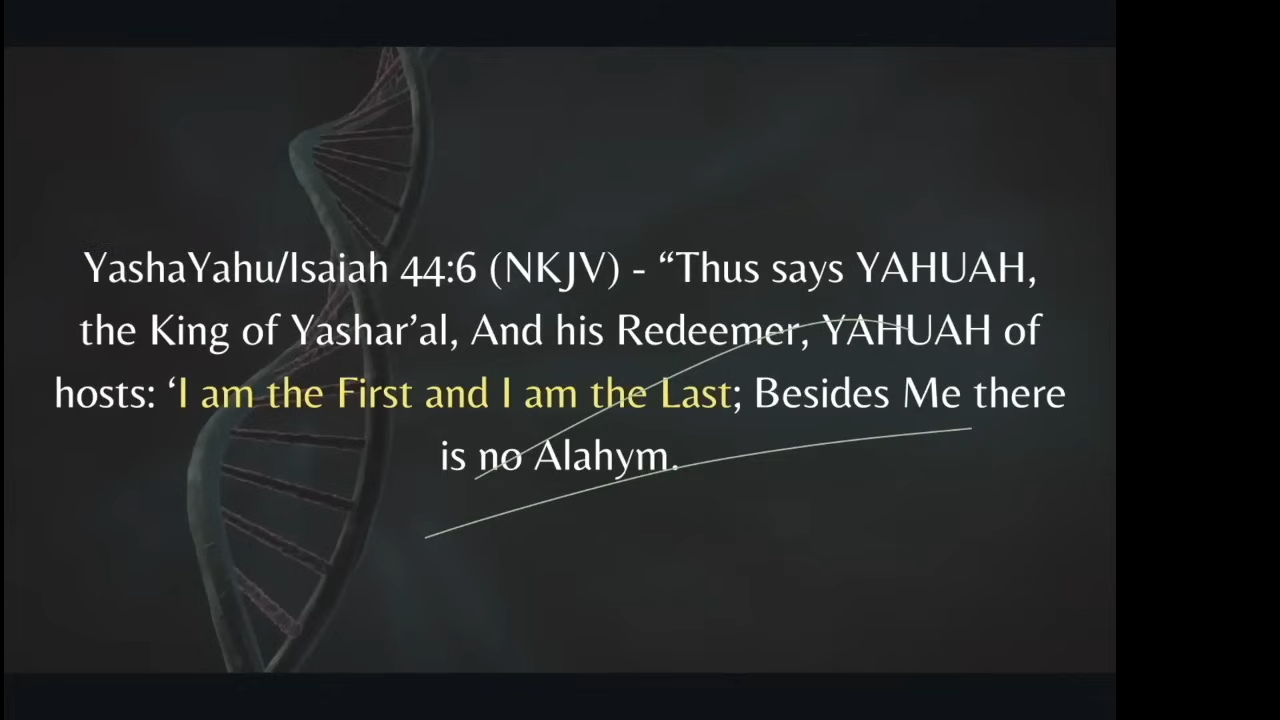 YashaYahu/Isaiah 44:6 (NKJV) - “Thus says YAHUAH,
the King of Yashar’al, And his Redeemer, YAHUAH of
hosts: ‘I am the First and I am the Last; Besides Me there
is no Alahym.